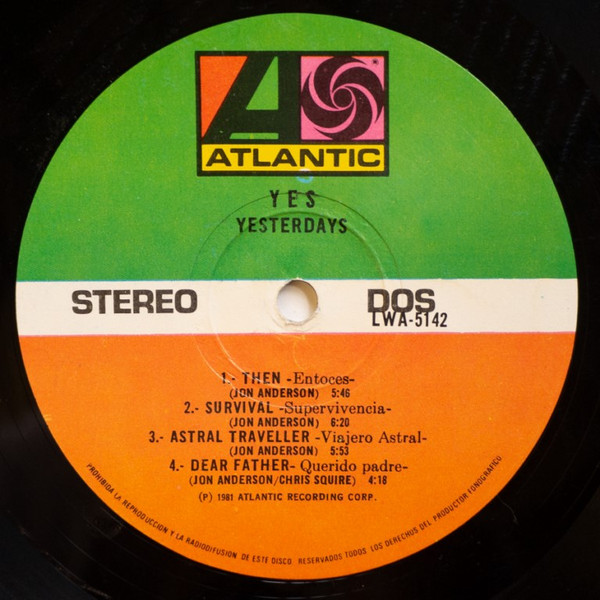 ATLANTIC
YES
YESTERDAYS
STEREO
DOS
LWA-5142
1.- THEN -Entoces-
(JON ANDERSON) 5:46
2.- SURVIVAL -Supervivencia-
(JON ANDERSON) 6:20
3.- ASTRAL TRAVELLER -Viajero Astral-
(JON ANDERSON) 5:53
4.- DEAR FATHER- Querido padre-
(JON ANDERSON/CHRIS SQUIRE) 4:18
(P) 1981 ATLANTIC RECORDING CORP.
PROHIBIDA LA REPRODUCCION Y LA RADIODIFUSION DE ESTE DISCO RESERVADOS TODOS LOS DERECHOS DEL PRODUCTOR FONOGRAFICO